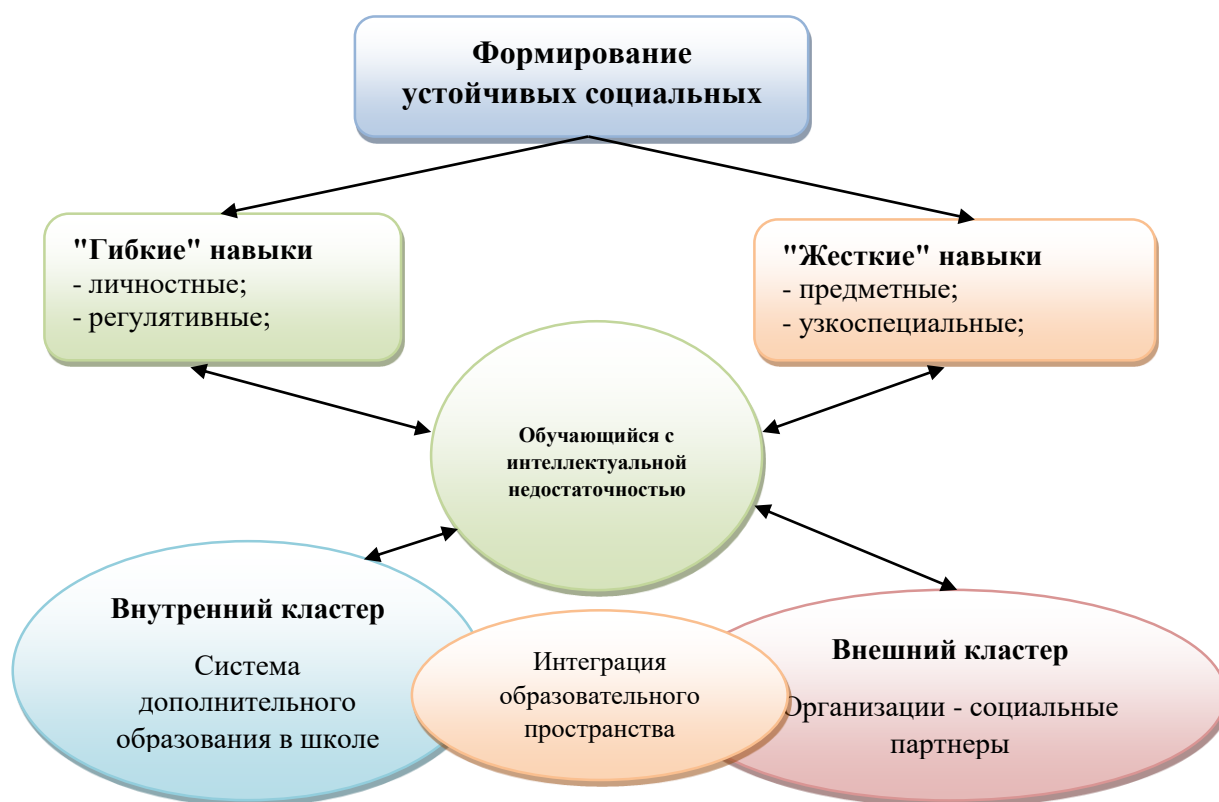 Формирование
устойчивых социальных
"Гибкие" навыки
- личностные;
- регулятивные;
"Жесткие" навыки
- предметные;
- узкоспециальные;
Обучающийся с
интеллектуальной
недостаточностью
Внутренний кластер
Система
дополнительного
образования в школе
Интеграция
образовательного
пространства
Внешний кластер
Организации - социальные
партнеры